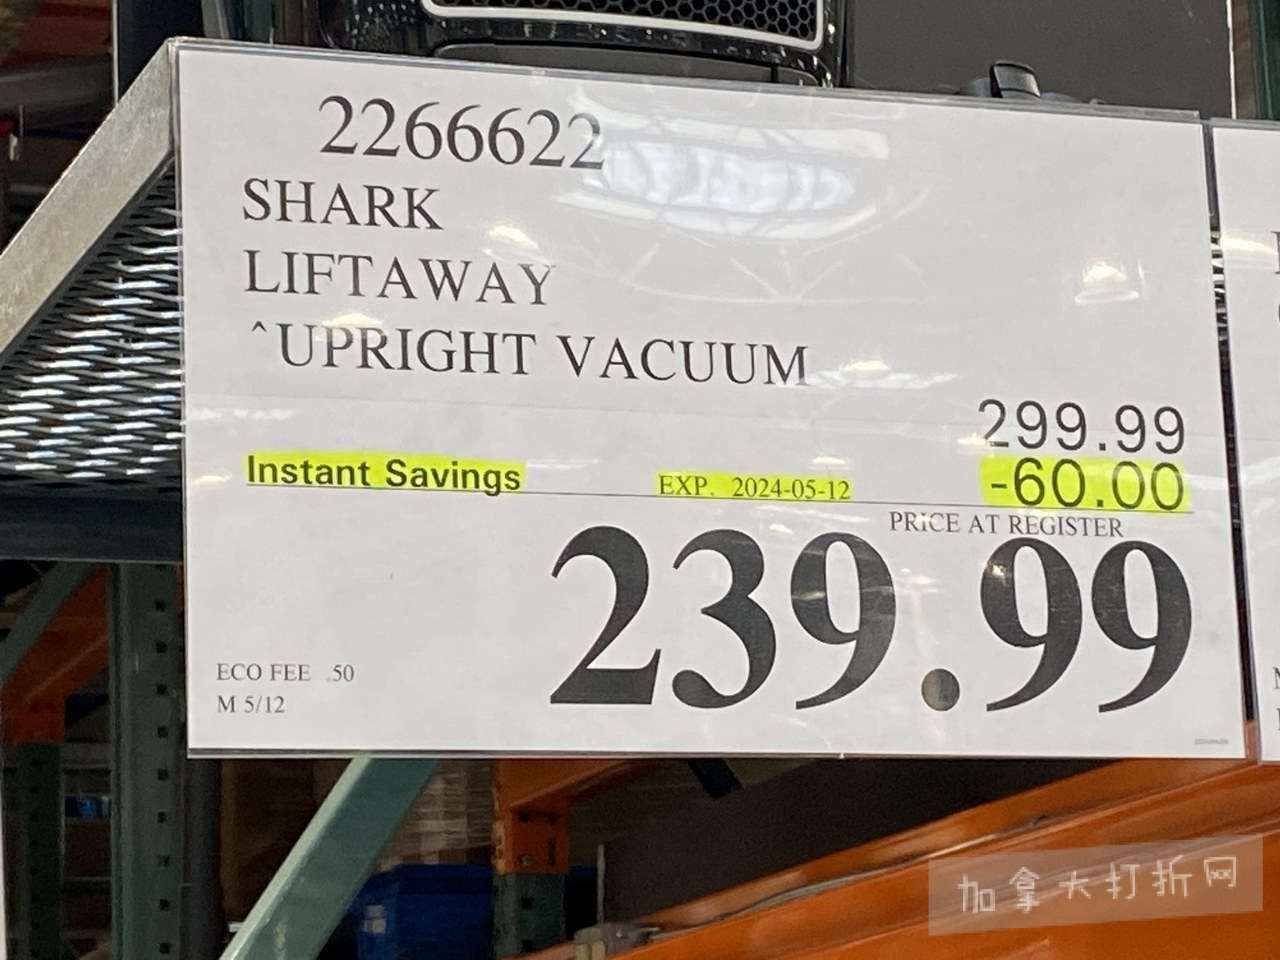 2266622
SHARK
LIFTAWAY
^UPRIGHT VACUUM
299.99
Instant Savings EXP. 2024-05-12 -60.00
PRICE AT REGISTER
239.99
ECO FEE .50
M 5/12
加拿大打折网